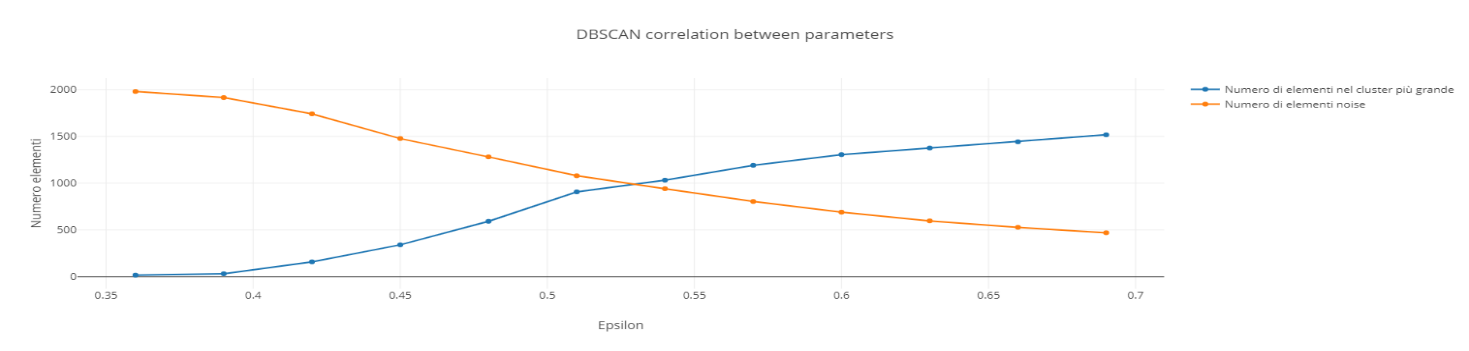 DBSCAN correlation between parameters
Numero di elementi nel cluster più grande
Numero di elementi noise
Numero elementi
2000
1500
1000
500
0
0.35 0.4 0.45 0.5 0.55 0.6 0.65 0.7
Epsilon